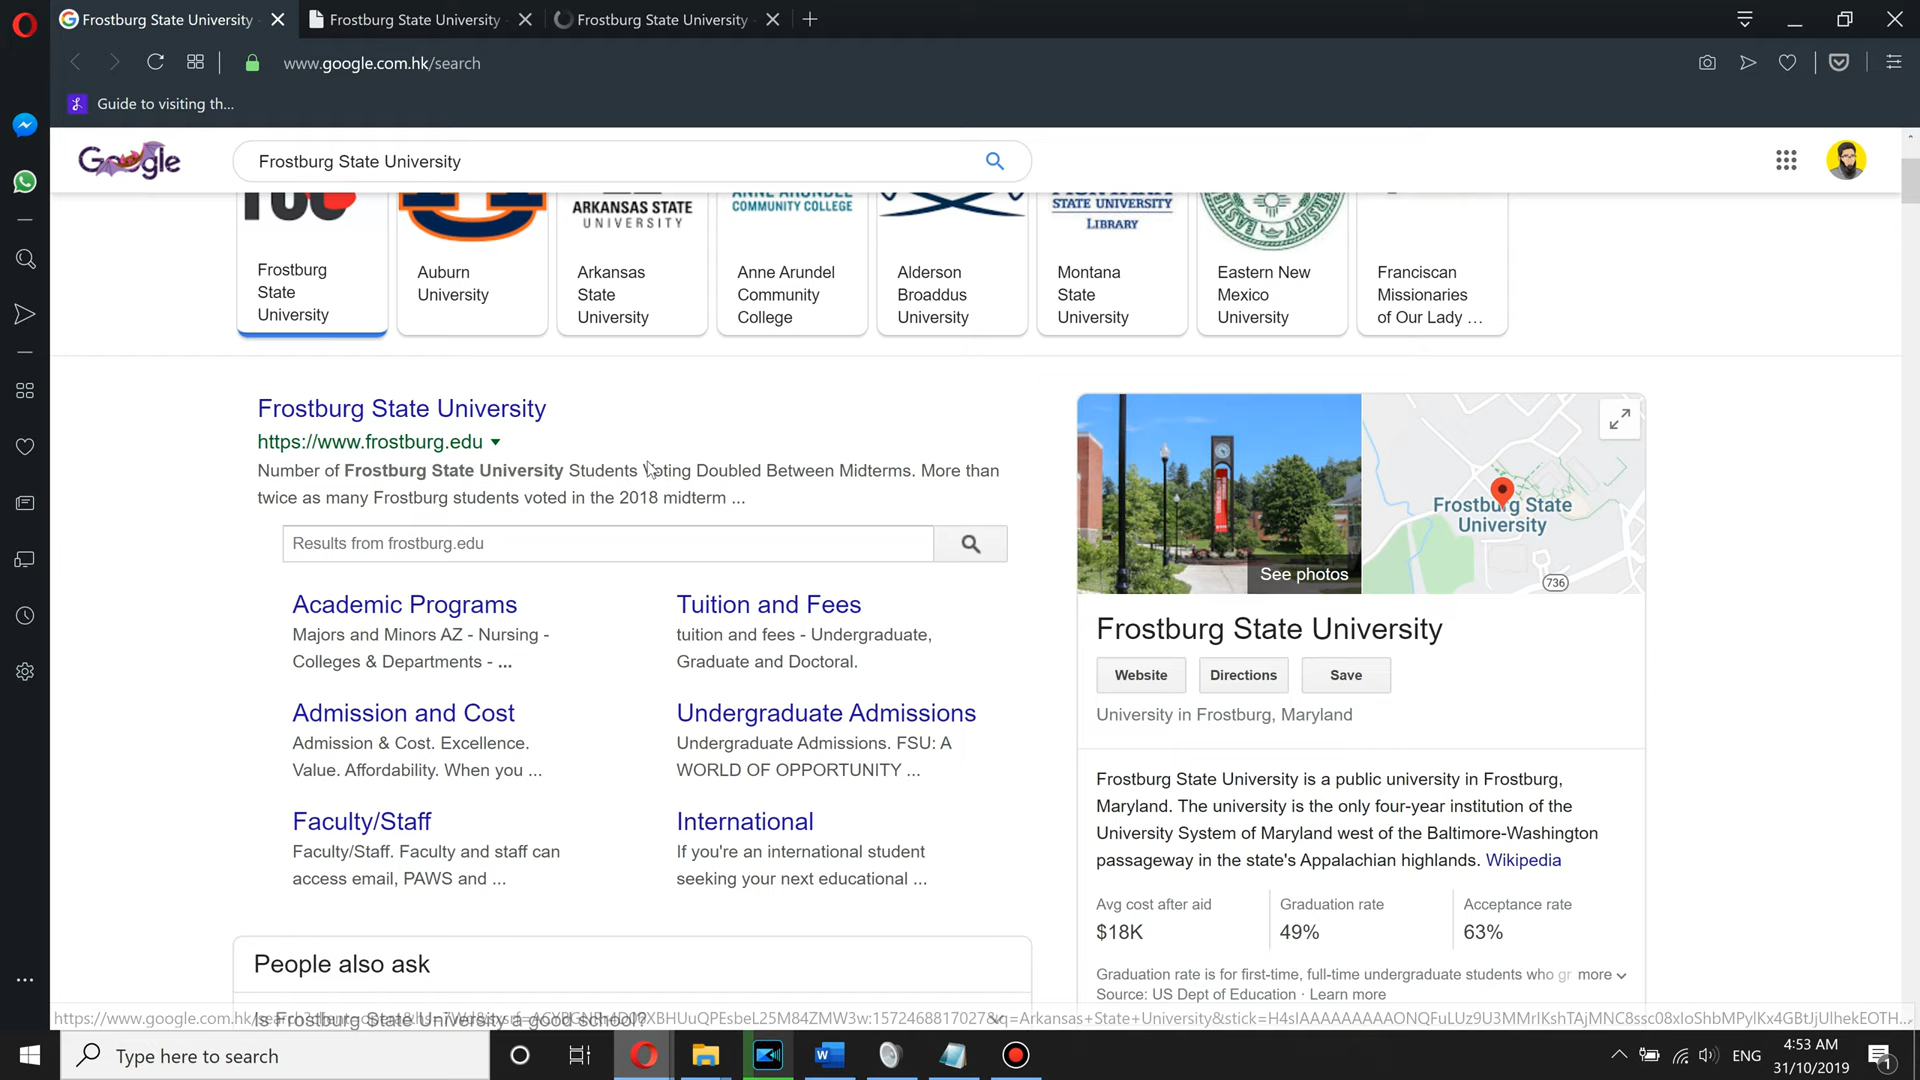 Frostburg State University
Frostburg State University
Frostburg State University
www.google.com.hk/search
Guide to visiting th...
Google
Frostburg State University
ARKANSAS STATE
UNIVERSITY
ANNE ARUNDEL
COMMUNITY COLLEGE
STATE UNIVERSITY
LIBRARY
Frostburg
State
University
Auburn
University
Arkansas
State
University
Anne Arundel
Community
College
Alderson
Broaddus
University
Montana
State
University
Eastern New
Mexico
University
Franciscan
Missionaries
of Our Lady ...
Frostburg State University
https://www.frostburg.edu
Number of Frostburg State University Students Voting Doubled Between Midterms. More than
twice as many Frostburg students voted in the 2018 midterm ...
Results from frostburg.edu
Academic Programs
Majors and Minors AZ - Nursing -
Colleges & Departments - ...
Tuition and Fees
tuition and fees - Undergraduate,
Graduate and Doctoral.
Admission and Cost
Admission & Cost. Excellence.
Value. Affordability. When you ...
Undergraduate Admissions
Undergraduate Admissions. FSU: A
WORLD OF OPPORTUNITY ...
Faculty/Staff
Faculty/Staff. Faculty and staff can
access email, PAWS and ...
International
If you're an international student
seeking your next educational ...
People also ask
Is Frostburg State University a good school?
See photos
Frostburg State
University
736
Frostburg State University
Website
Directions
Save
University in Frostburg, Maryland
Frostburg State University is a public university in Frostburg,
Maryland. The university is the only four-year institution of the
University System of Maryland west of the Baltimore-Washington
passageway in the state's Appalachian highlands. Wikipedia
Avg cost after aid
$18K
Graduation rate
49%
Acceptance rate
63%
Graduation rate is for first-time, full-time undergraduate students who gr more
Source: US Dept of Education · Learn more
Type here to search
ENG
4:53 AM
31/10/2019
1